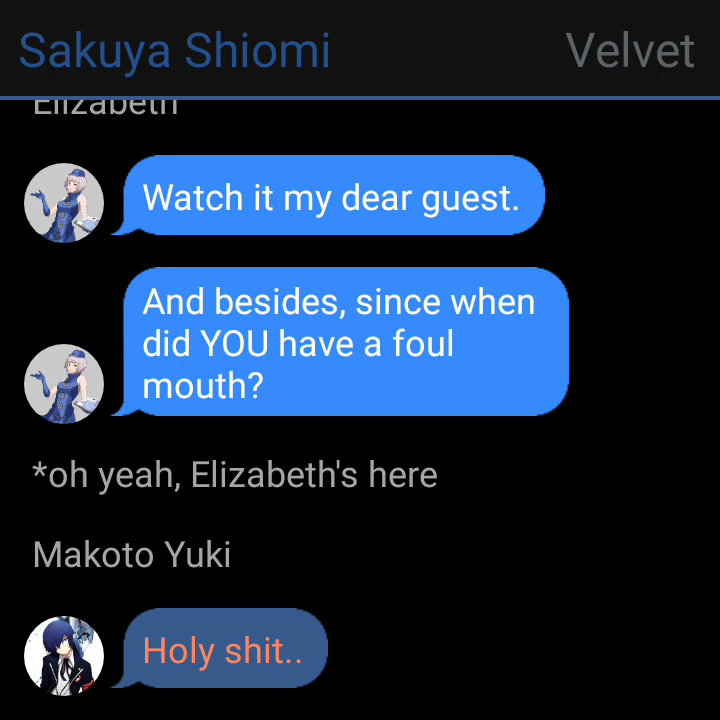 Sakuya Shiomi Velvet
Elizabeth
Watch it my dear guest.
And besides, since when
did YOU have a foul
mouth?
*oh yeah, Elizabeth's here
Makoto Yuki
Holy shit..